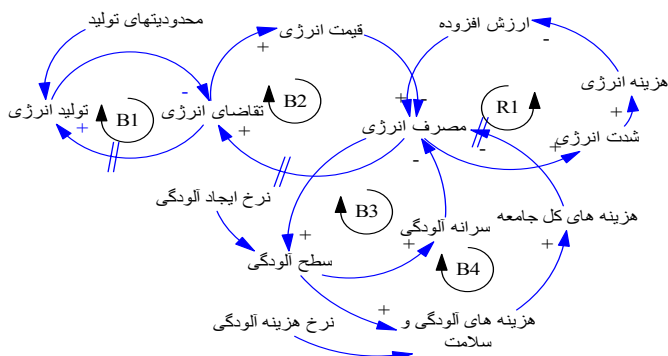 محدودیتهای تولید
قیمت انرژی
ارزش افزوده
+
-
-
+
-
هزینه انرژی
تولید انرژی
B1
تقاضای انرژی
B2
R1
+
+
+
مصرف انرژی
-
+
شدت انرژی
-
نرخ ایجاد آلودگی
B3
سرانه آلودگی
هزینه های کل جامعه
+
+
+
سطح آلودگی
B4
+
هزینه های آلودگی و
سلامت
نرخ هزینه آلودگی